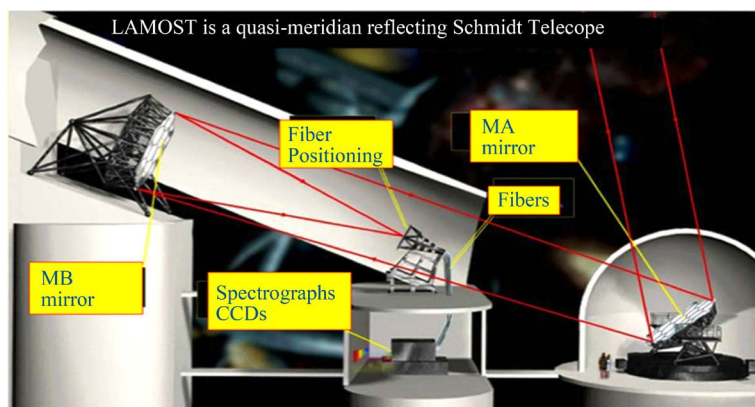 LAMOST is a quasi-meridian reflecting Schmidt Telecope
Fiber
Positioning
MA
mirror
Fibers
MB
mirror
Spectrographs
CCDs